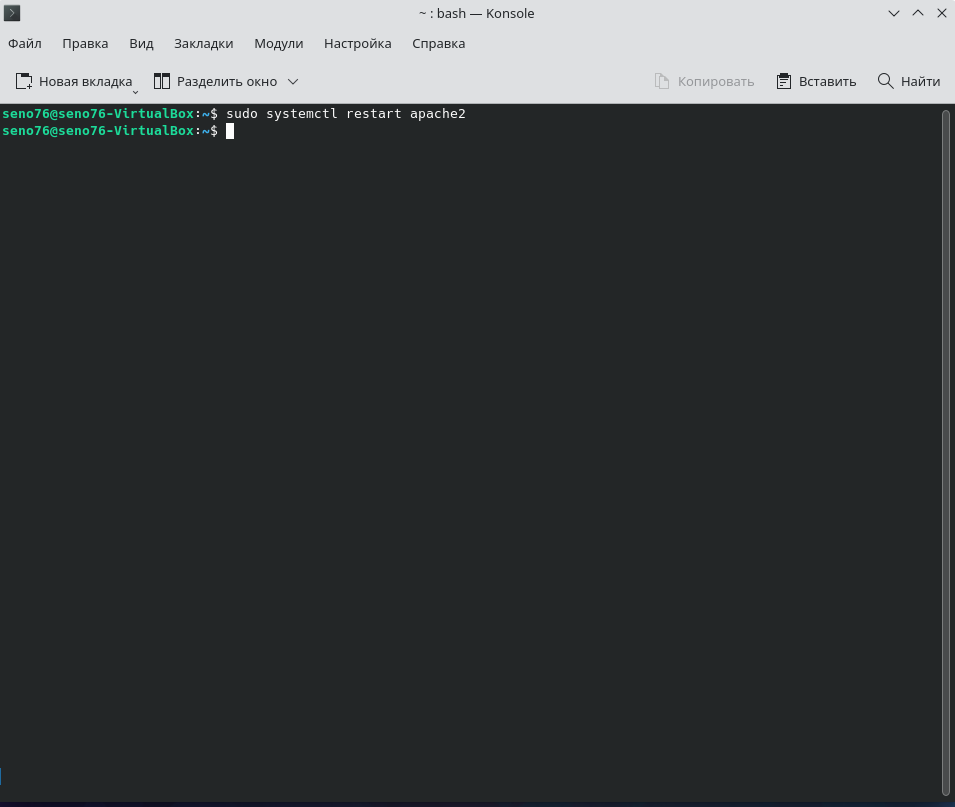 ~ : bash — Konsole
Файл Правка Вид Закладки Модули Настройка Справка
Новая вкладка Разделить окно Копировать Вставить Найти
seno76@seno76-VirtualBox:~$ sudo systemctl restart apache2
seno76@seno76-VirtualBox:~$